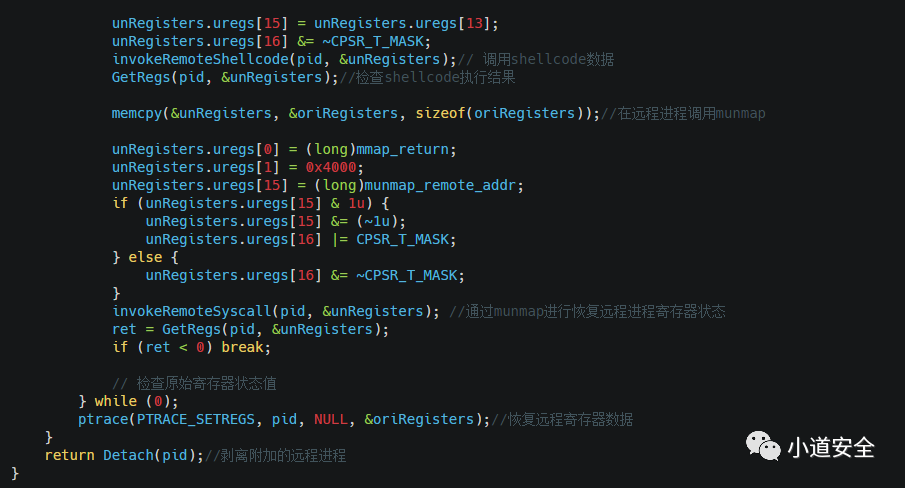 unRegisters.uregs[15] = unRegisters.uregs[13];
unRegisters.uregs[16] &= ~CPSR_T_MASK;
invokeRemoteShellcode(pid, &unRegisters);// 调用shellcode数据
GetRegs(pid, &unRegisters);//检查shellcode执行结果
memcpy(&unRegisters, &oriRegisters, sizeof(oriRegisters));//在远程进程调用munmap
unRegisters.uregs[0] = (long)mmap_return;
unRegisters.uregs[1] = 0x4000;
unRegisters.uregs[15] = (long)munmap_remote_addr;
if (unRegisters.uregs[15] & 1u) {
unRegisters.uregs[15] &= (~1u);
unRegisters.uregs[16] |= CPSR_T_MASK;
} else {
unRegisters.uregs[16] &= ~CPSR_T_MASK;
}
invokeRemoteSyscall(pid, &unRegisters); //通过munmap进行恢复远程进程寄存器状态
ret = GetRegs(pid, &unRegisters);
if (ret < 0) break;
// 检查原始寄存器状态值
} while (0);
ptrace(PTRACE_SETREGS, pid, NULL, &oriRegisters);//恢复远程寄存器数据
}
return Detach(pid);//剥离附加的远程进程
}
小道安全